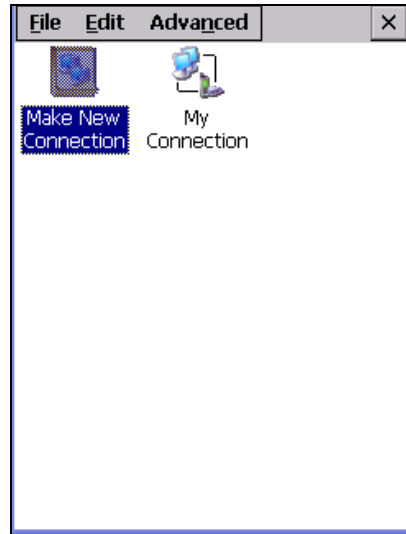 File Edit Advanced ×
Make New
Connection
My
Connection